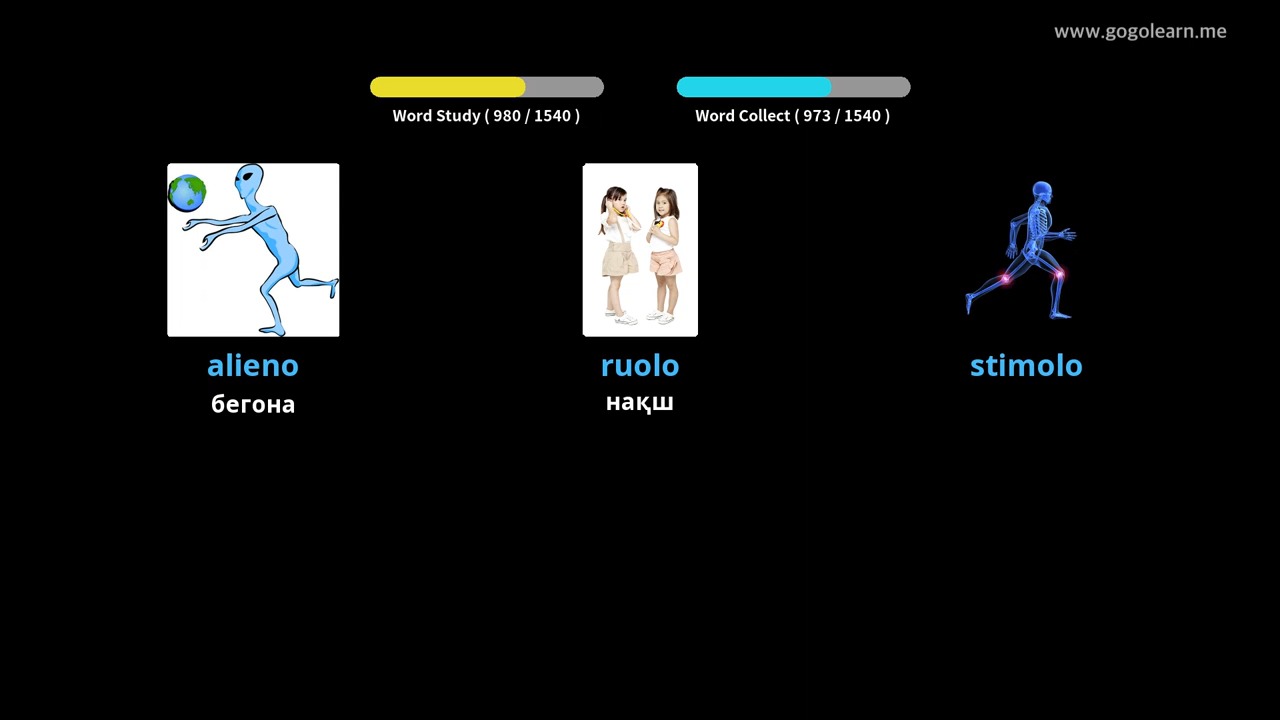 www.gogolearn.me
Word Study ( 980 / 1540 )
Word Collect ( 973 / 1540 )
alieno
бегона
ruolo
нақш
stimolo